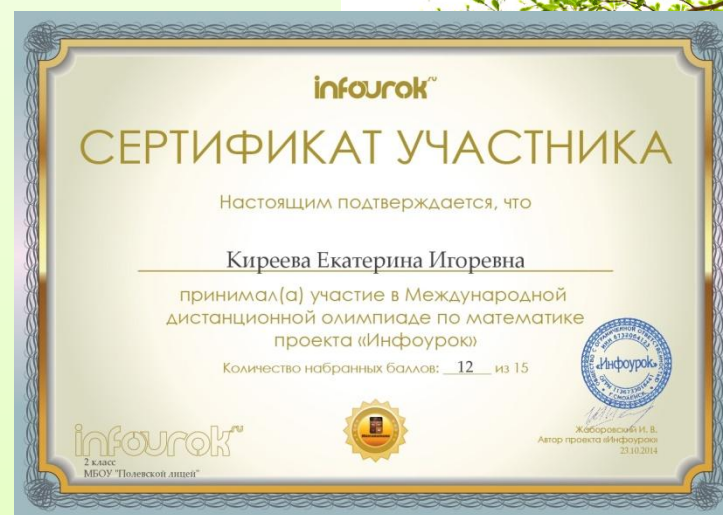 infourok.ru
СЕРТИФИКАТ УЧАСТНИКА
Настоящим подтверждается, что
Киреева Екатерина Игоревна
принимал(а) участие в Международной
дистанционной олимпиаде по математике
проекта «Инфоурок»
Количество набранных баллов: 12 из 15
«Инфоурок»
Жаборовский И. В.
Автор проекта «Инфоурок»
23.10.2014
infourok.ru
2 класс
МБОУ "Полевской лицей"